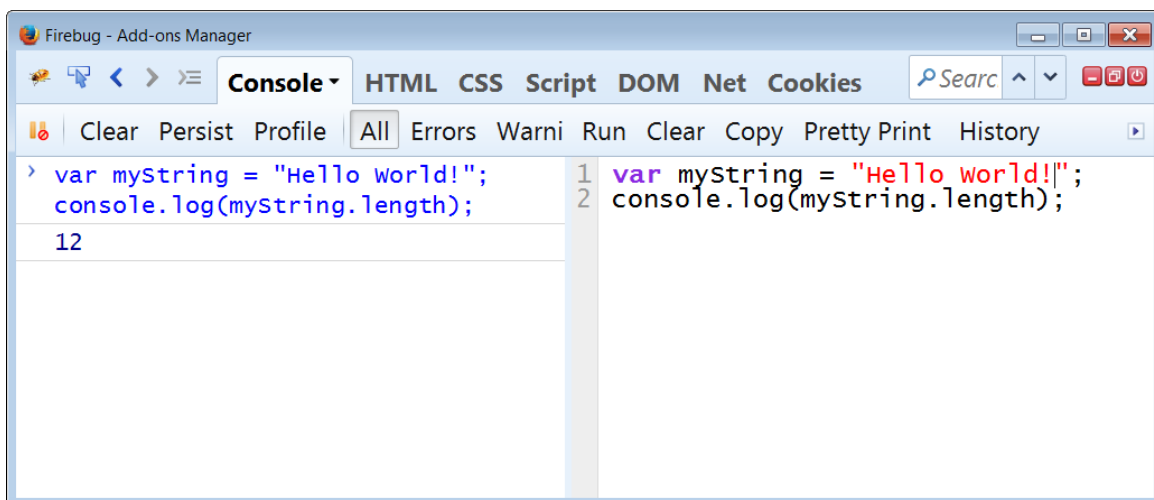 Firebug - Add-ons Manager
Console HTML CSS Script DOM Net Cookies Searc
Clear Persist Profile All Errors Warni Run Clear Copy Pretty Print History
var myString = "Hello World!";
console.log(myString.length);
12
1 var myString = "Hello World!";
2 console.log(myString.length);